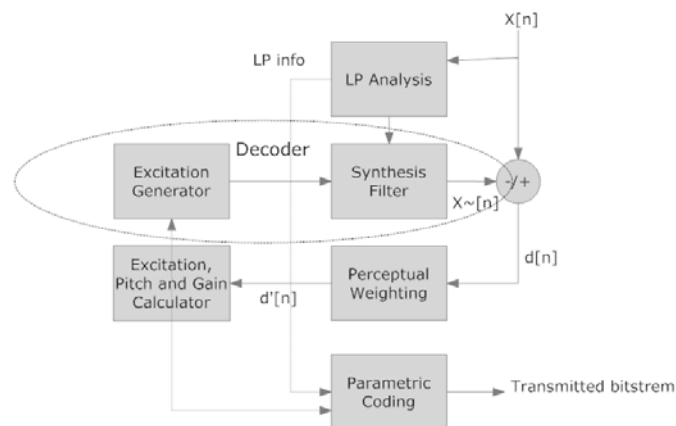 X[n]
LP info
LP Analysis
Decoder
Excitation
Generator
Synthesis
Filter
-/+
X~[n]
d[n]
Excitation,
Pitch and Gain
Calculator
d'[n]
Perceptual
Weighting
Parametric
Coding
Transmitted bitstrem